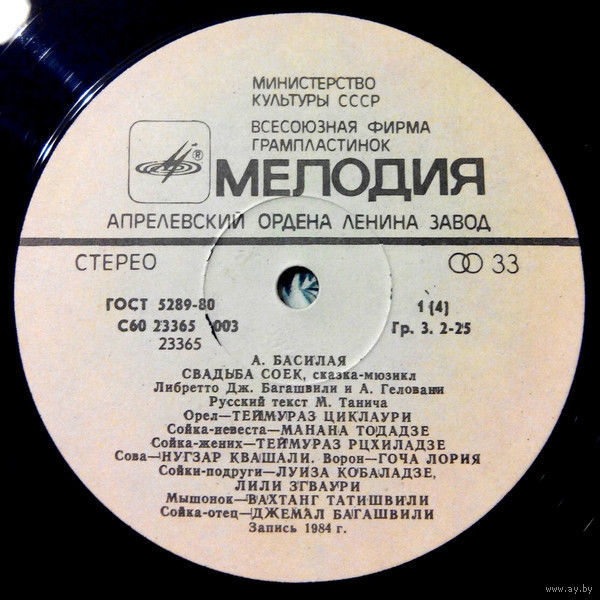 МИНИСТЕРСТВО
КУЛЬТУРЫ СССР
ВСЕСОЮЗНАЯ ФИРМА
ГРАМПЛАСТИНОК
®
МЕЛОДИЯ
АПРЕЛЕВСКИЙ ОРДЕНА ЛЕНИНА ЗАВОД
СТЕРЕО 33
ГОСТ 5289-80 1 (4)
С60 23365 003 Гр. 3. 2-25
23365
А. БАСИЛАЯ
СВАДЬБА СОЕК, сказка-мюзикл
Либретто Дж. Багашвили и А. Геловани
Русский текст М. Танича
Орел—ТЕЙМУРАЗ ЦИКЛАУРИ
Сойка-невеста—МАНАНА ТОДАДЗЕ
Сойка-жених—ТЕЙМУРАЗ РЦХИЛАДЗЕ
Сова—НУГЗАР КВАШАЛИ. Ворон—ГОЧА ЛОРИЯ
Сойки-подруги—ЛУИЗА КОБАЛАДЗЕ,
ЛИЛИ ЗГВАУРИ
Мышонок—ВАХТАНГ ТАТИШВИЛИ
Сойка-отец—ДЖЕМАЛ БАГАШВИЛИ
Запись 1984 г.
www.ay.by